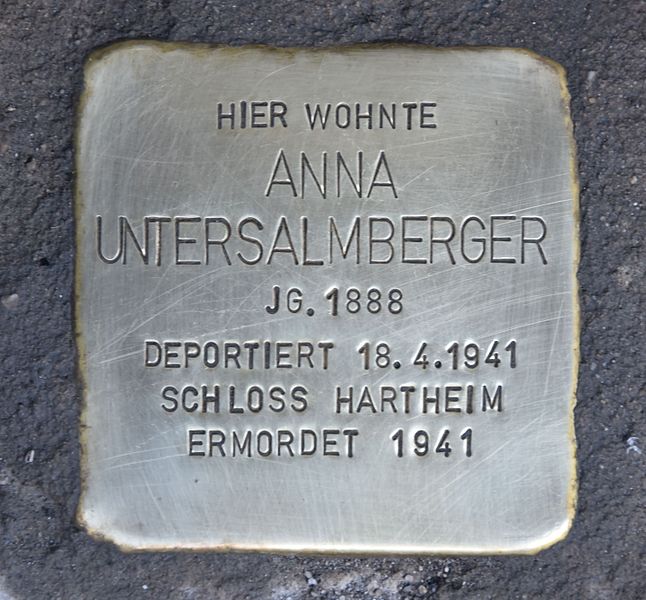 HIER WOHNTE
ANNA
UNTERSALMBERGER
JG. 1888
DEPORTIERT 18.4.1941
SCHLOSS HARTHEIM
ERMORDET 1941